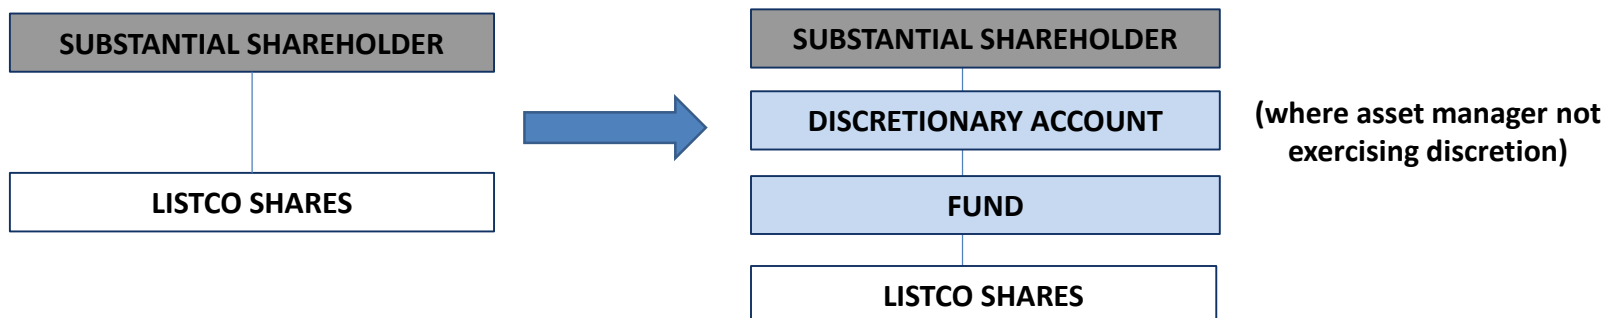 SUBSTANTIAL SHAREHOLDER
LISTCO SHARES
SUBSTANTIAL SHAREHOLDER
DISCRETIONARY ACCOUNT
FUND
LISTCO SHARES
(where asset manager not
exercising discretion)